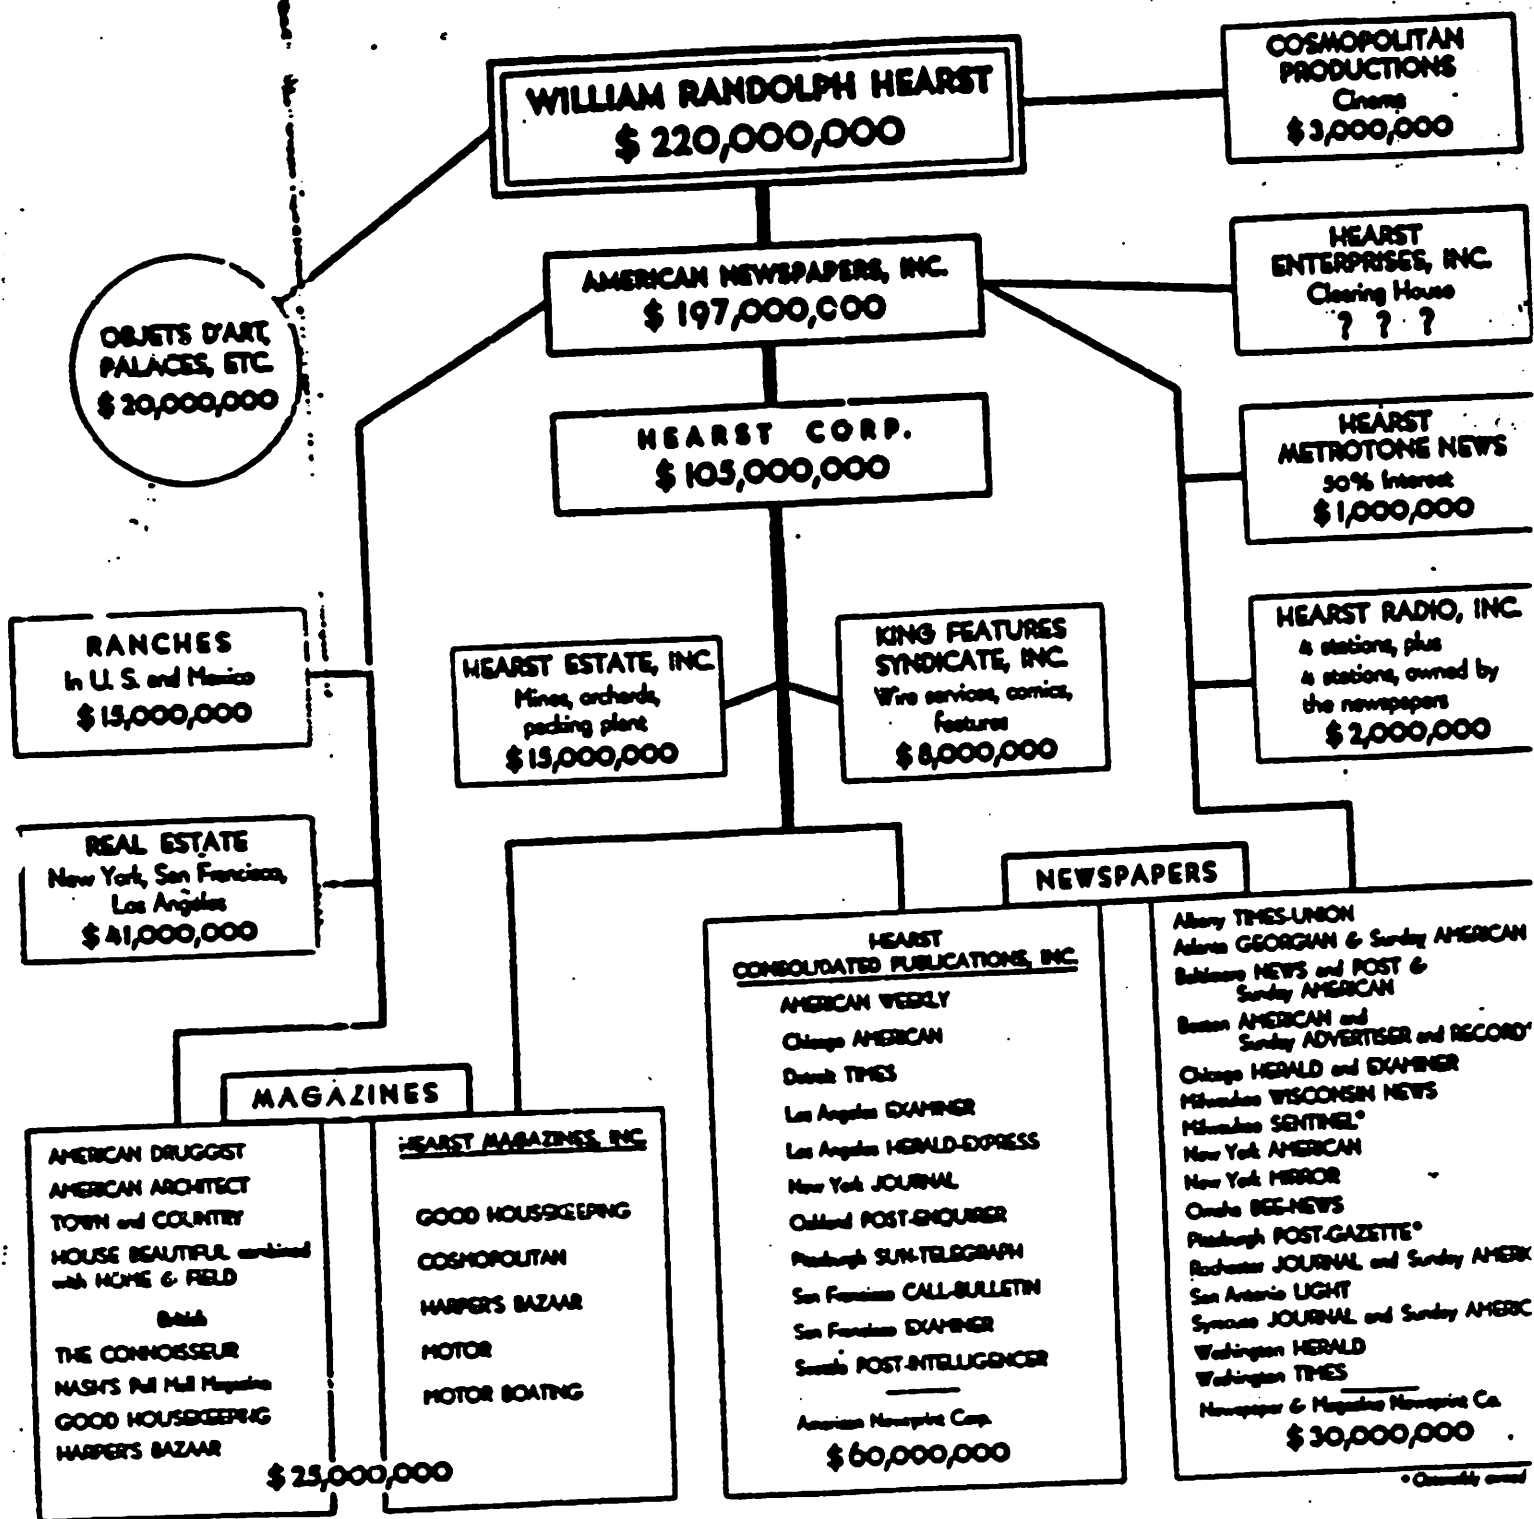 WILLIAM RANDOLPH HEARST
$ 220,000,000
COSMOPOLITAN
PRODUCTIONS
Cinema
$ 3,000,000
OBJETS D'ART,
PALACES, ETC.
$ 20,000,000
AMERICAN NEWSPAPERS, INC.
$ 197,000,000
HEARST
ENTERPRISES, INC.
Clearing House
? ? ?
HEARST CORP.
$ 105,000,000
HEARST
METROTONE NEWS
50% Interest
$ 1,000,000
RANCHES
In U. S. and Mexico
$ 15,000,000
HEARST ESTATE, INC.
Mines, orchards,
packing plant
$ 15,000,000
KING FEATURES
SYNDICATE, INC.
Wire services, comics,
features
$ 8,000,000
HEARST RADIO, INC.
4 stations, plus
4 stations, owned by
the newspapers
$ 2,000,000
REAL ESTATE
New York, San Francisco,
Los Angeles
$ 41,000,000
MAGAZINES
AMERICAN DRUGGIST
AMERICAN ARCHITECT
TOWN and COUNTRY
HOUSE BEAUTIFUL combined
with HOME & FIELD
British
THE CONNOISSEUR
NASH'S Pall Mall Magazine
GOOD HOUSEKEEPING
HARPER'S BAZAAR
HEARST MAGAZINES, INC.
GOOD HOUSEKEEPING
COSMOPOLITAN
HARPER'S BAZAAR
MOTOR
MOTOR BOATING
$ 25,000,000
NEWSPAPERS
HEARST
CONSOLIDATED PUBLICATIONS, INC.
AMERICAN WEEKLY
Chicago AMERICAN
Detroit TIMES
Los Angeles EXAMINER
Los Angeles HERALD-EXPRESS
New York JOURNAL
Oakland POST-ENQUIRER
Pittsburgh SUN-TELEGRAPH
San Francisco CALL-BULLETIN
San Francisco EXAMINER
Seattle POST-INTELLIGENCER
American Newsprint Corp.
$ 60,000,000
Albany TIMES-UNION
Atlanta GEORGIAN & Sunday AMERICAN
Baltimore NEWS and POST &
Sunday AMERICAN
Boston AMERICAN and
Sunday ADVERTISER and RECORD*
Chicago HERALD and EXAMINER
Milwaukee WISCONSIN NEWS
Milwaukee SENTINEL*
New York AMERICAN
New York MIRROR
Omaha BEE-NEWS
Pittsburgh POST-GAZETTE*
Rochester JOURNAL and Sunday AMERIC
San Antonio LIGHT
Syracuse JOURNAL and Sunday AMERIC
Washington HERALD
Washington TIMES
Newspaper & Magazine Newsprint Co.
$ 30,000,000
* Ostensibly owned